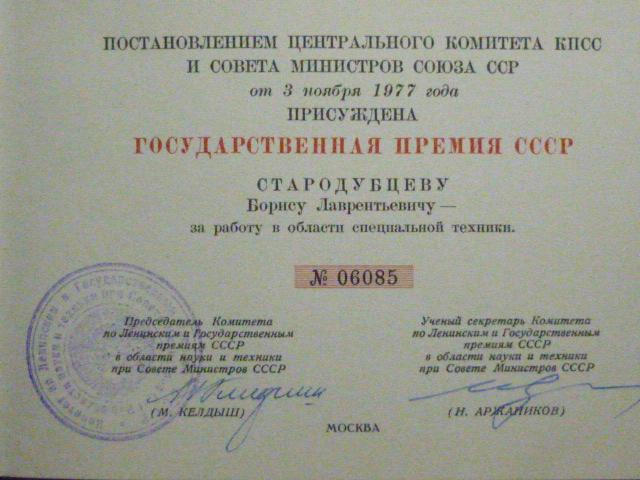 ПОСТАНОВЛЕНИЕМ ЦЕНТРАЛЬНОГО КОМИТЕТА КПСС
И СОВЕТА МИНИСТРОВ СОЮЗА ССР
от 3 ноября 1977 года
ПРИСУЖДЕНА
ГОСУДАРСТВЕННАЯ ПРЕМИЯ СССР
СТАРОДУБЦЕВУ
Борису Лаврентьевичу —
за работу в области специальной техники.
№ 06085
Председатель Комитета
по Ленинским и Государственным
премиям СССР
в области науки и техники
при Совете Министров СССР
(М. КЕЛДЫШ)
Ученый секретарь Комитета
по Ленинским и Государственным
премиям СССР
в области науки и техники
при Совете Министров СССР
(Н. АРЖАНИКОВ)
МОСКВА